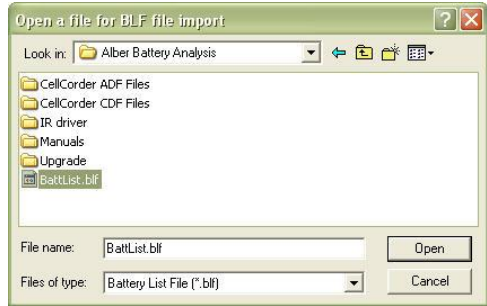 Open a file for BLF file import
Look in: Alber Battery Analysis
CellCorder ADF Files
CellCorder CDF Files
IR driver
Manuals
Upgrade
BattList.blf
File name: BattList.blf Open
Files of type: Battery List File (*.blf) Cancel